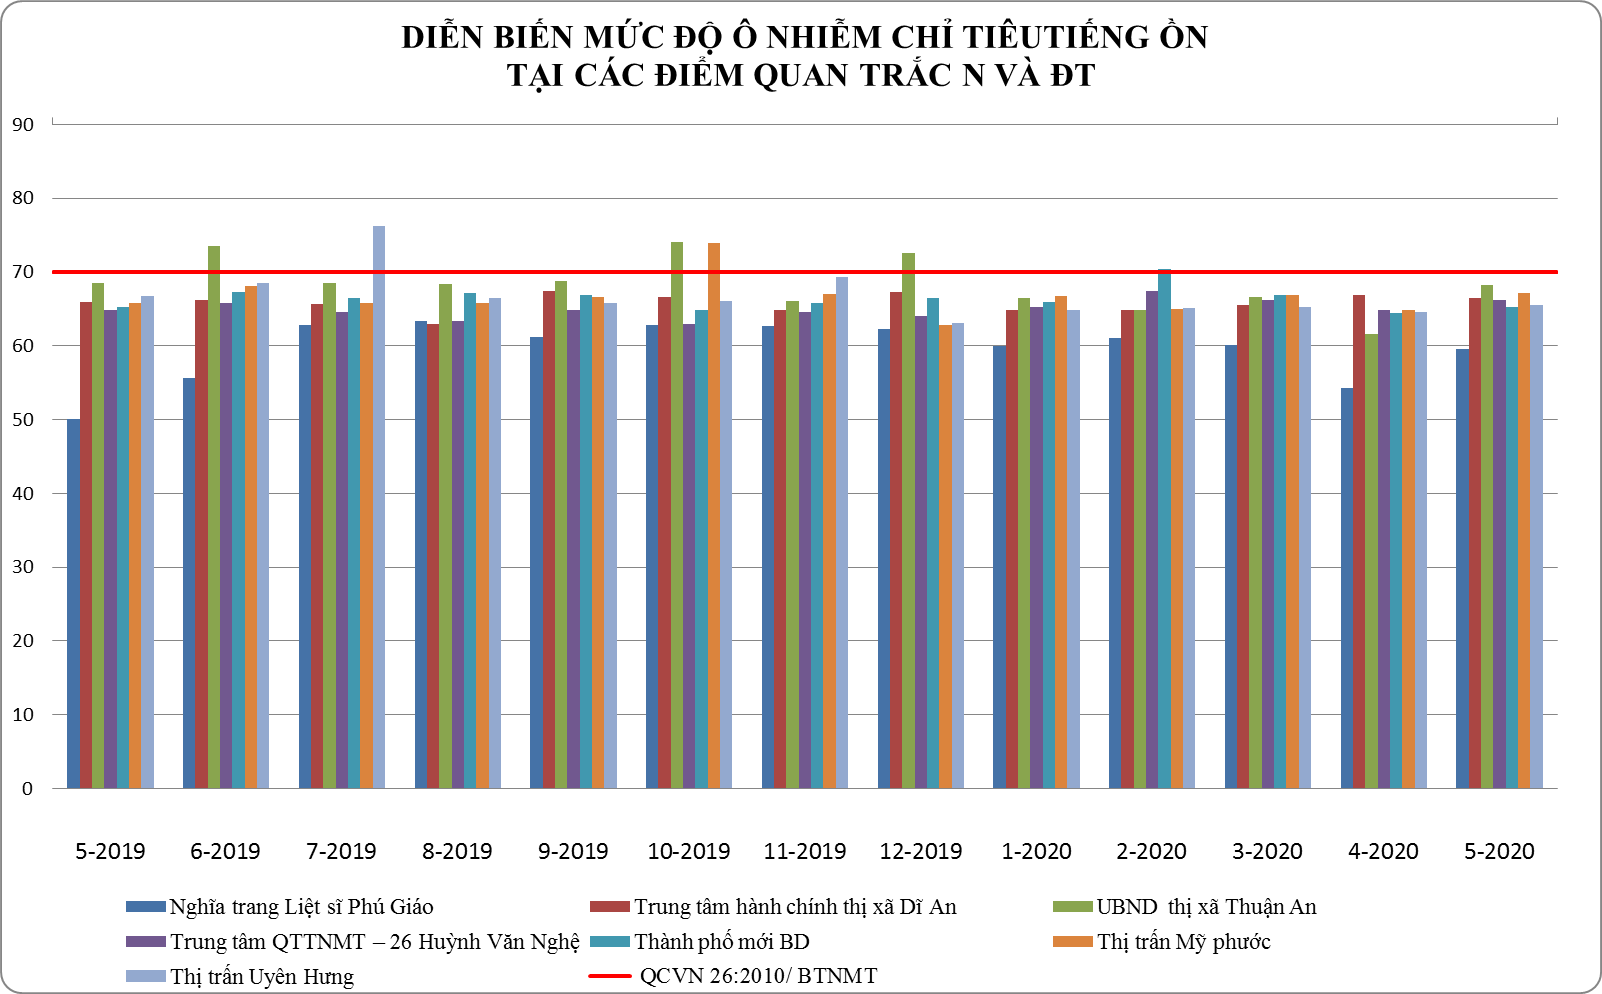 DIỄN BIẾN MỨC ĐỘ Ô NHIỄM CHỈ TIÊUTIẾNG ỒN
TẠI CÁC ĐIỂM QUAN TRẮC N VÀ ĐT
90
80
70
60
50
40
30
20
10
0
5-2019 6-2019 7-2019 8-2019 9-2019 10-2019 11-2019 12-2019 1-2020 2-2020 3-2020 4-2020 5-2020
Nghĩa trang Liệt sĩ Phú Giáo Trung tâm hành chính thị xã Dĩ An UBND thị xã Thuận An
Trung tâm QTTNMT – 26 Huỳnh Văn Nghệ Thành phố mới BD Thị trấn Mỹ phước
Thị trấn Uyên Hưng QCVN 26:2010/ BTNMT